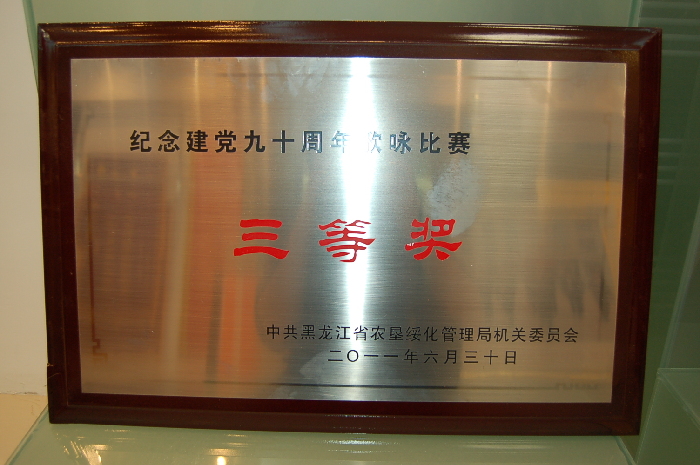 纪念建党九十周年歌咏比赛
三等奖
中共黑龙江省农垦绥化管理局机关委员会
二〇一一年六月三十日